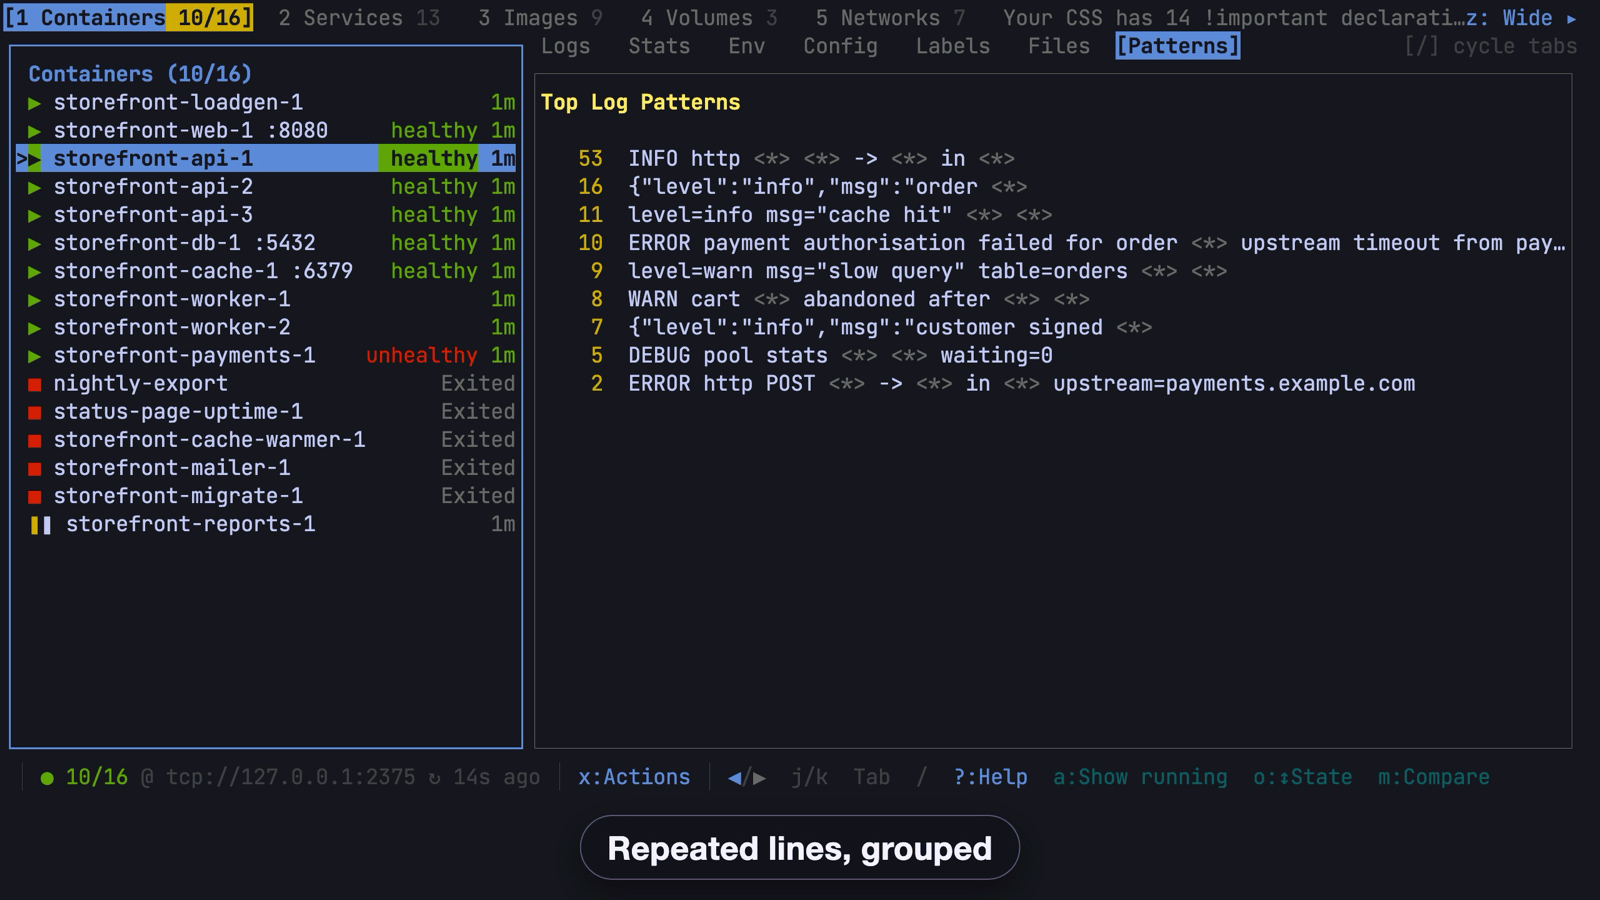 [1 Containers 10/16] 2 Services 13 3 Images 9 4 Volumes 3 5 Networks 7 Your CSS has 14 !important declarati…z: Wide ▸
Logs Stats Env Config Labels Files [Patterns] [/] cycle tabs
Containers (10/16)
▶ storefront-loadgen-1 1m
▶ storefront-web-1 :8080 healthy 1m
>▶ storefront-api-1 healthy 1m
▶ storefront-api-2 healthy 1m
▶ storefront-api-3 healthy 1m
▶ storefront-db-1 :5432 healthy 1m
▶ storefront-cache-1 :6379 healthy 1m
▶ storefront-worker-1 1m
▶ storefront-worker-2 1m
▶ storefront-payments-1 unhealthy 1m
■ nightly-export Exited
■ status-page-uptime-1 Exited
■ storefront-cache-warmer-1 Exited
■ storefront-mailer-1 Exited
■ storefront-migrate-1 Exited
storefront-reports-1 1m
Top Log Patterns
53 INFO http <*> <*> -> <*> in <*>
16 {"level":"info","msg":"order <*>
11 level=info msg="cache hit" <*> <*>
10 ERROR payment authorisation failed for order <*> upstream timeout from pay…
9 level=warn msg="slow query" table=orders <*> <*>
8 WARN cart <*> abandoned after <*> <*>
7 {"level":"info","msg":"customer signed <*>
5 DEBUG pool stats <*> <*> waiting=0
2 ERROR http POST <*> -> <*> in <*> upstream=payments.example.com
● 10/16 @ tcp://127.0.0.1:2375 ↻ 14s ago x:Actions ◀/▶ j/k Tab / ?:Help a:Show running o:↕State m:Compare
Repeated lines, grouped